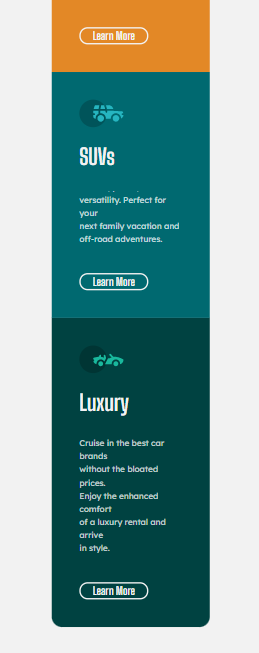 Learn More
SUVs
versatility. Perfect for
your
next family vacation and
off-road adventures.
Learn More
Luxury
Cruise in the best car
brands
without the bloated
prices.
Enjoy the enhanced
comfort
of a luxury rental and
arrive
in style.
Learn More